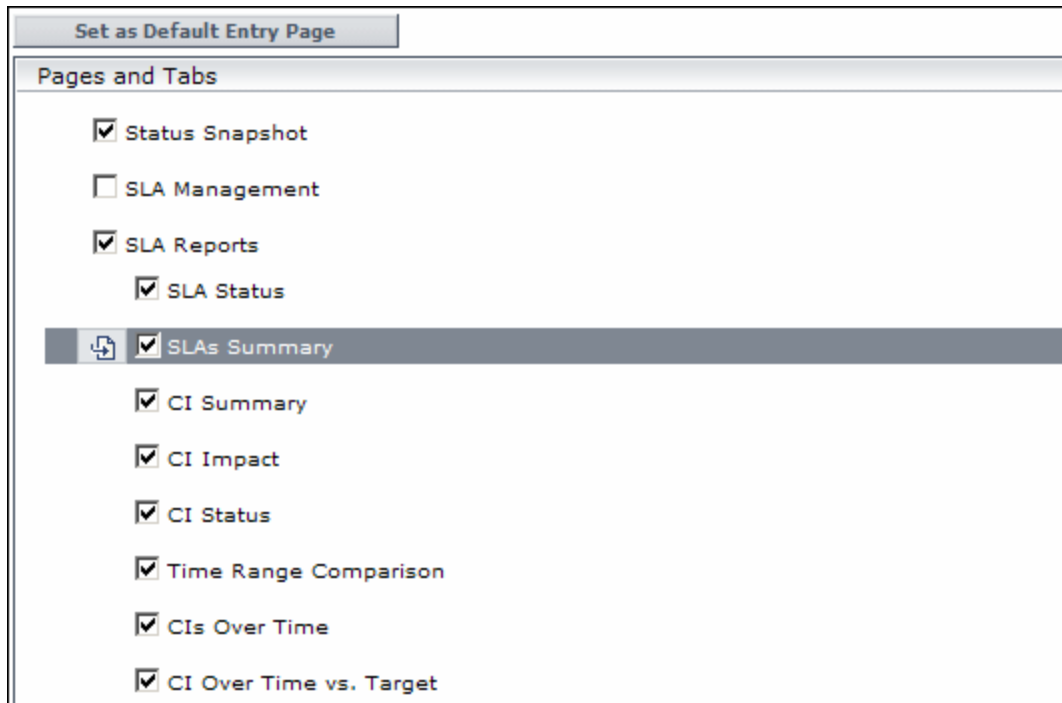 Set as Default Entry Page
Pages and Tabs
Status Snapshot
SLA Management
SLA Reports
SLA Status
SLAs Summary
CI Summary
CI Impact
CI Status
Time Range Comparison
CIs Over Time
CI Over Time vs. Target